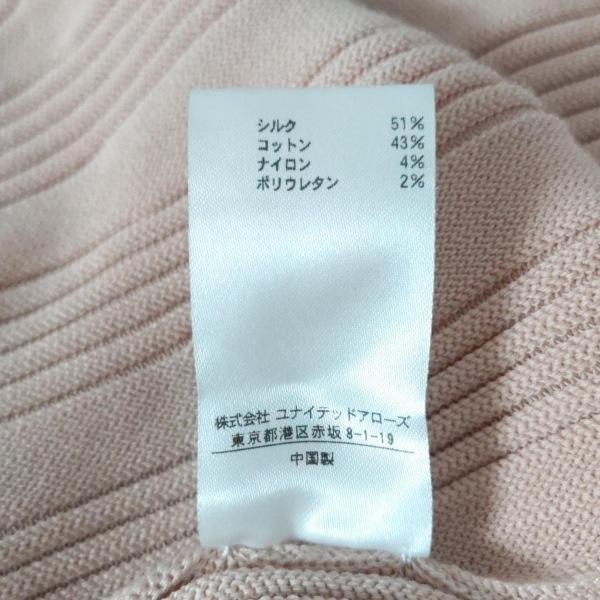 シルク 51%
コットン 43%
ナイロン 4%
ポリウレタン 2%
株式会社 ユナイテッドアローズ
東京都港区赤坂 8-1-19
中国製